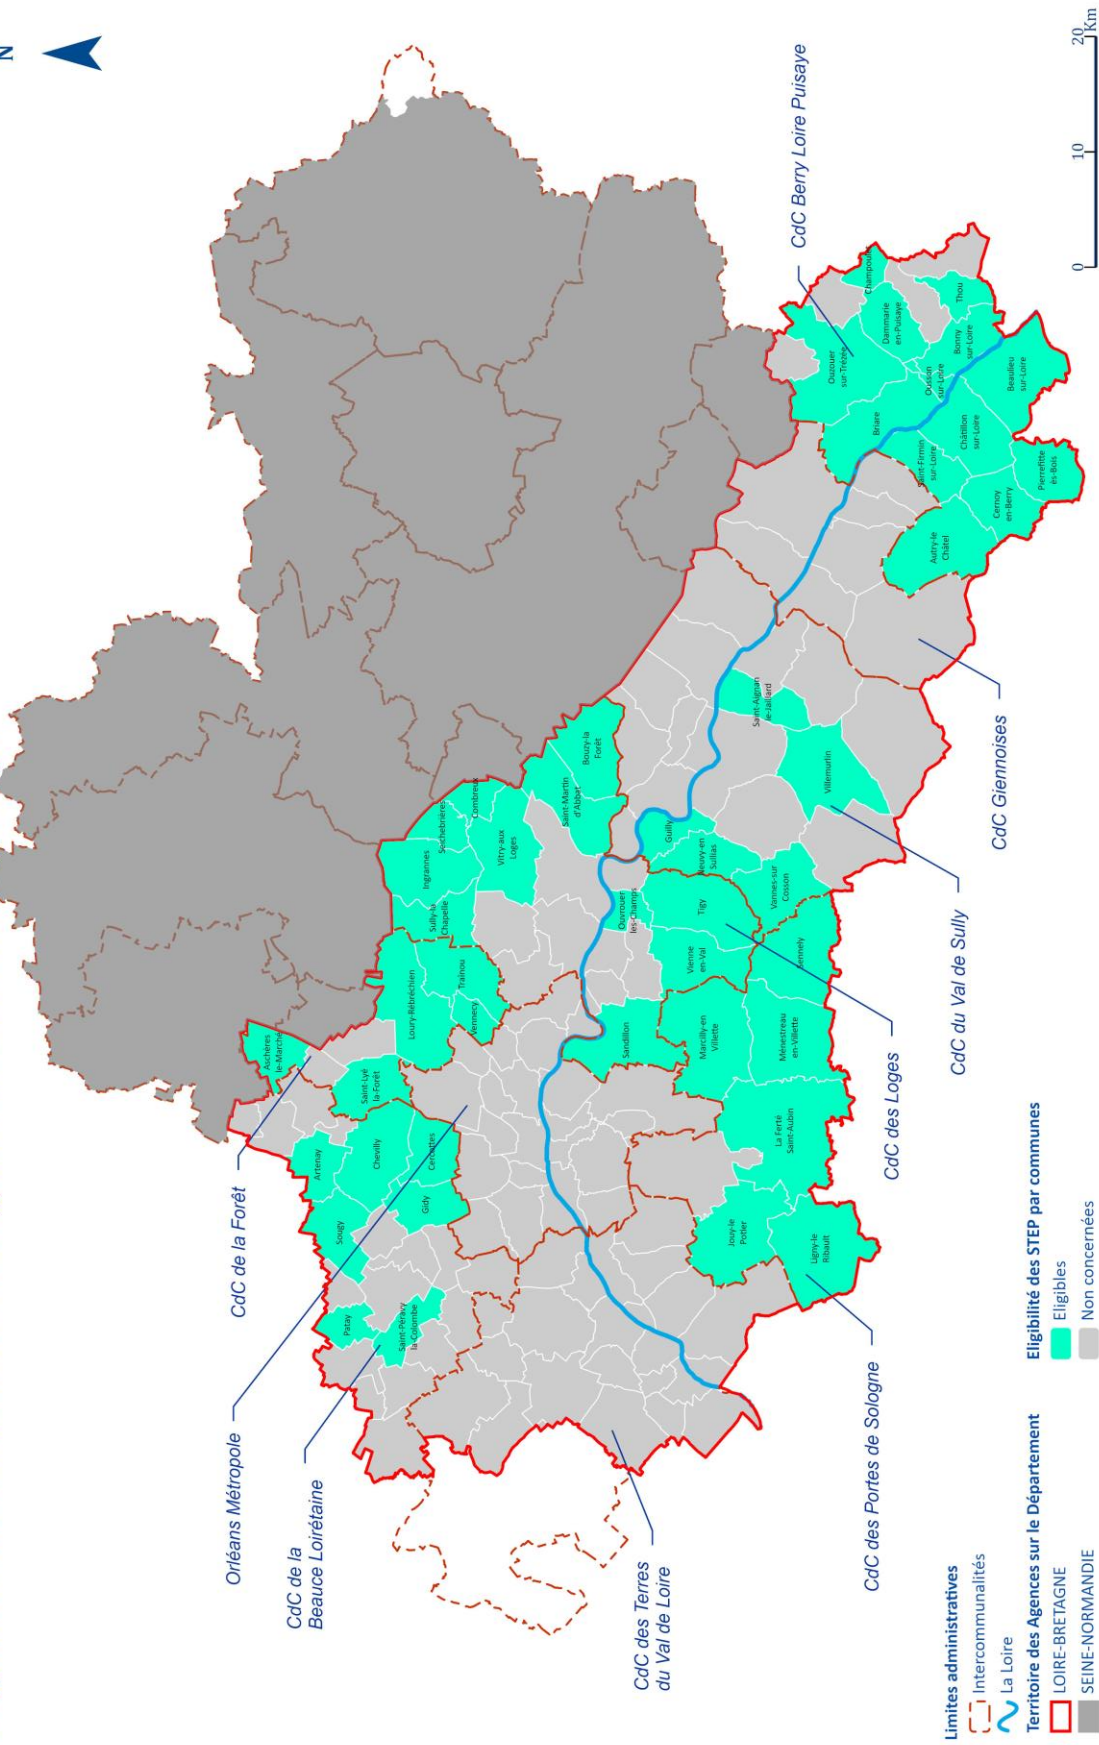 N
CdC de la Forêt
Orléans Métropole
CdC de la
Beauce Loirétaine
CdC des Terres
du Val de Loire
CdC des Portes de Sologne
CdC des Loges
CdC du Val de Sully
CdC Giennoises
CdC Berry Loire Puisaye
Aschères
le-Marché
Saint-Lyé
la-Forêt
Artenay
Chevilly
Cercottes
Gidy
Sougy
Patay
Saint-Péravy
la-Colombe
Loury-Rébréchien
Traînou
Vennecy
Sully-la
Chapelle
Ingrannes
Seichebrières
Combreux
Vitry-aux
Loges
Saint-Martin
d'Abbat
Bouzy-la
Forêt
Sandillon
Marcilly-en
Villette
Vienne
en-Val
Tigy
Ouvrouer
les-Champs
Guilly
Neuvy-en
Sullias
Vannes-sur
Cosson
Sennely
Ménestreau
en-Villette
La Ferté
Saint-Aubin
Jouy-le
Potier
Ligny-le
Ribault
Villemurlin
Saint-Aignan
le-Jaillard
Autry-le
Châtel
Cernoy
en-Berry
Pierrefitte
ès-Bois
Saint-Firmin
sur-Loire
Châtillon
sur-Loire
Beaulieu
sur-Loire
Briare
Ousson
sur-Loire
Bonny
sur-Loire
Thou
Ouzouer
sur-Trézée
Dammarie
en-Puisaye
Champoulet
Limites administratives
Intercommunalités
La Loire
Territoire des Agences sur le Département
LOIRE-BRETAGNE
SEINE-NORMANDIE
Eligibilité des STEP par communes
Eligibles
Non concernées
0 10 20
Km